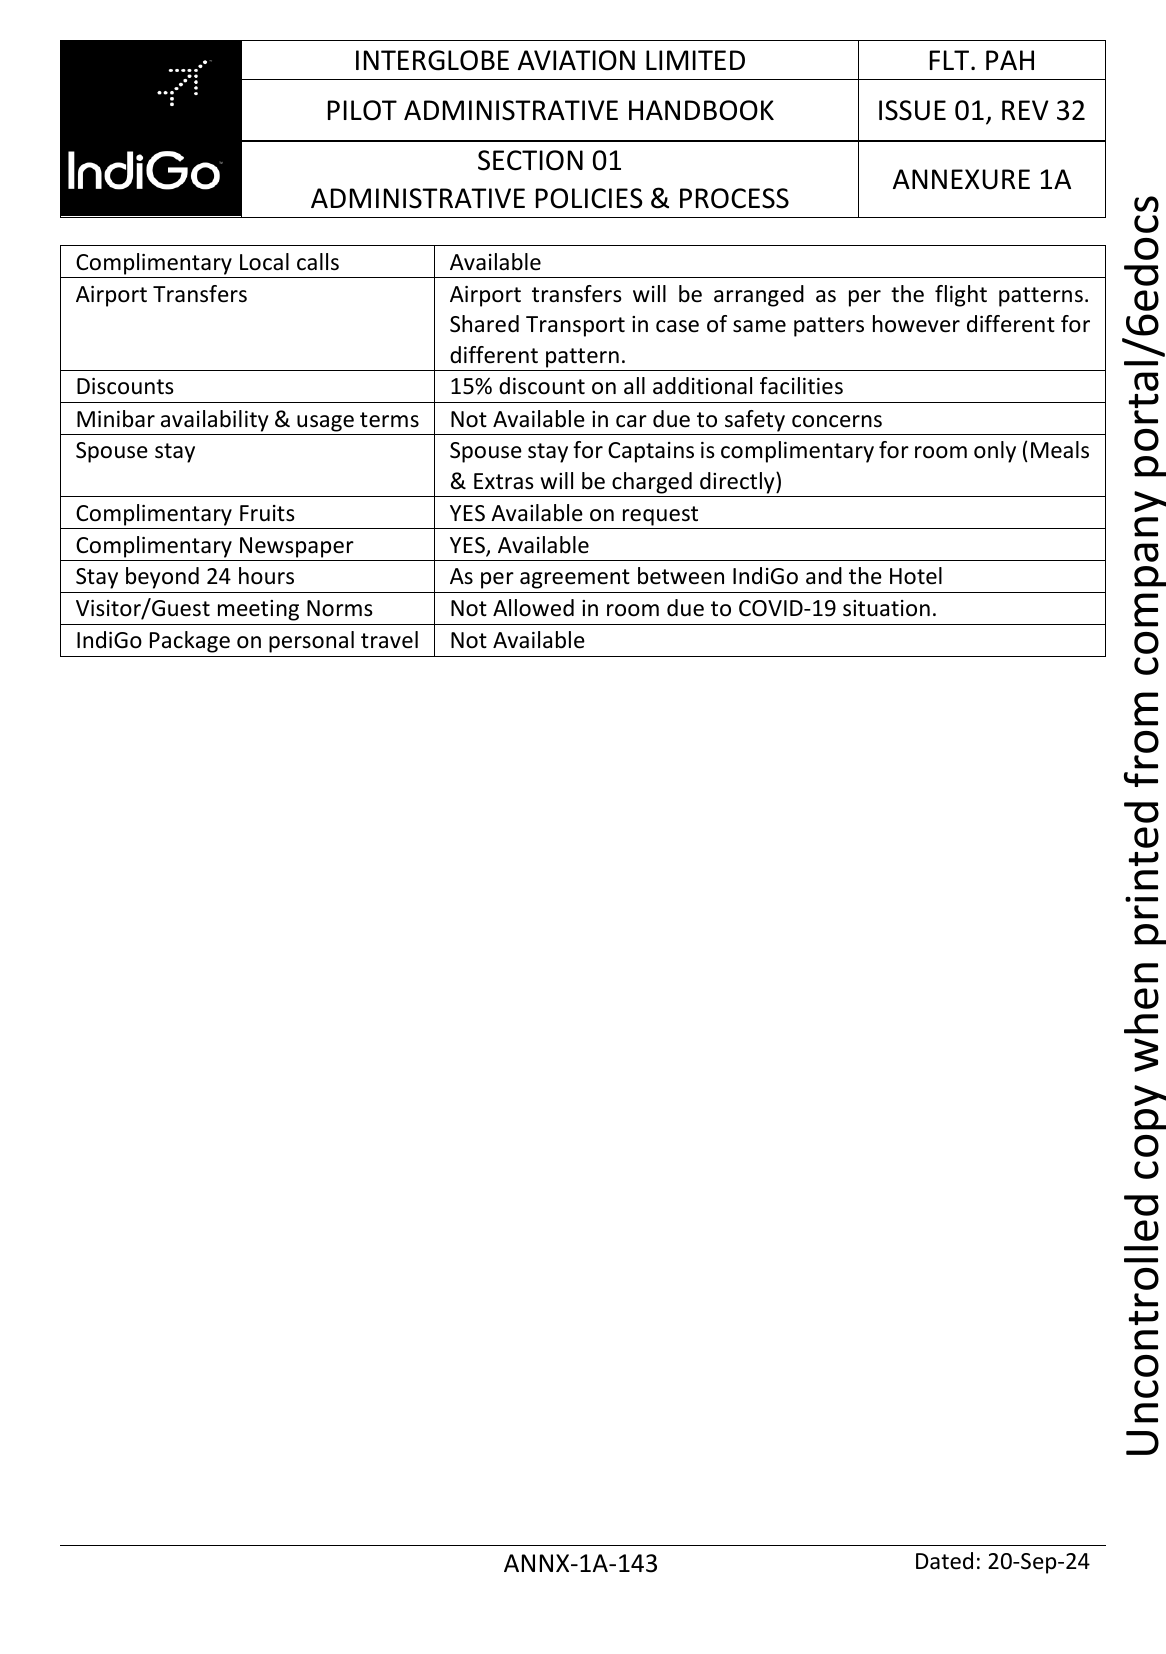 INTERGLOBE AVIATION LIMITED
FLT. PAH
PILOT ADMINISTRATIVE HANDBOOK
ISSUE 01, REV 32
IndiGo
SECTION 01
ADMINISTRATIVE POLICIES & PROCESS
ANNEXURE 1A
Complimentary Local calls
Available
Airport Transfers
Airport transfers will be arranged as per the flight patterns.
Shared Transport in case of same patters however different for
different pattern.
Discounts
15% discount on all additional facilities
Minibar availability & usage terms
Not Available in car due to safety concerns
Spouse stay
Spouse stay for Captains is complimentary for room only (Meals
& Extras will be charged directly)
Complimentary Fruits
YES Available on request
Complimentary Newspaper
YES, Available
Stay beyond 24 hours
As per agreement between IndiGo and the Hotel
Visitor/Guest meeting Norms
Not Allowed in room due to COVID-19 situation.
IndiGo Package on personal travel
Not Available
Uncontrolled copy when printed from company portal/6edocs
ANNX-1A-143
Dated: 20-Sep-24